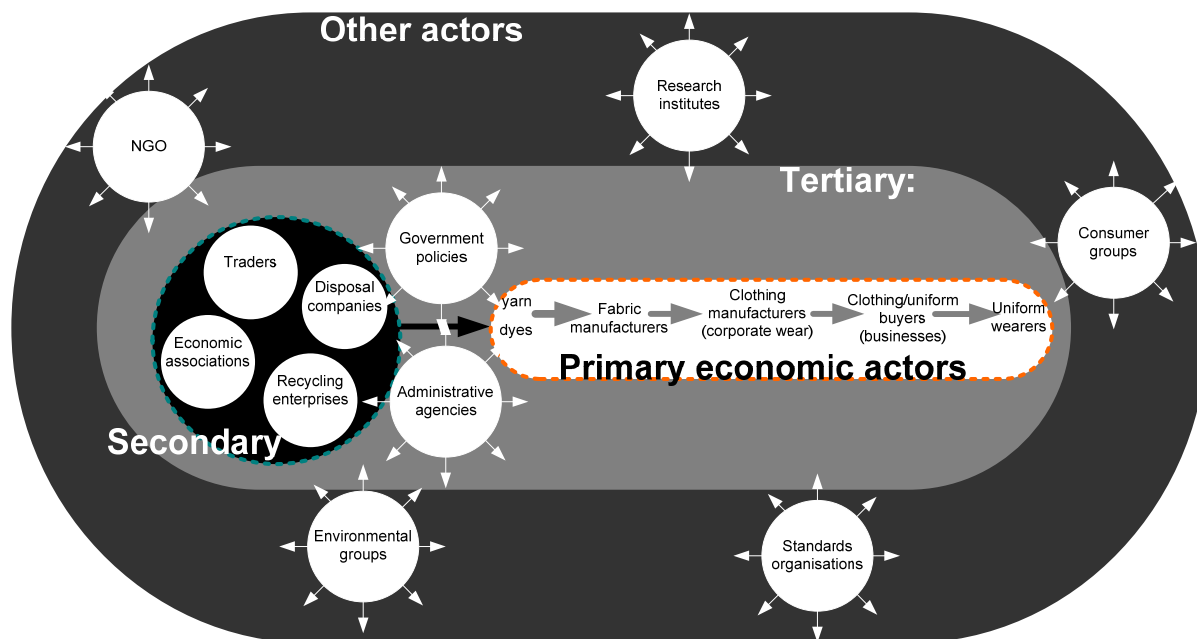 Other actors
Research
institutes
NGO
Tertiary:
Government
policies
Consumer
groups
Traders
Disposal
companies
Economic
associations
Recycling
enterprises
Secondary
Administrative
agencies
yarn
dyes
Fabric
manufacturers
Clothing
manufacturers
(corporate wear)
Clothing/uniform
buyers
(businesses)
Uniform
wearers
Primary economic actors
Environmental
groups
Standards
organisations